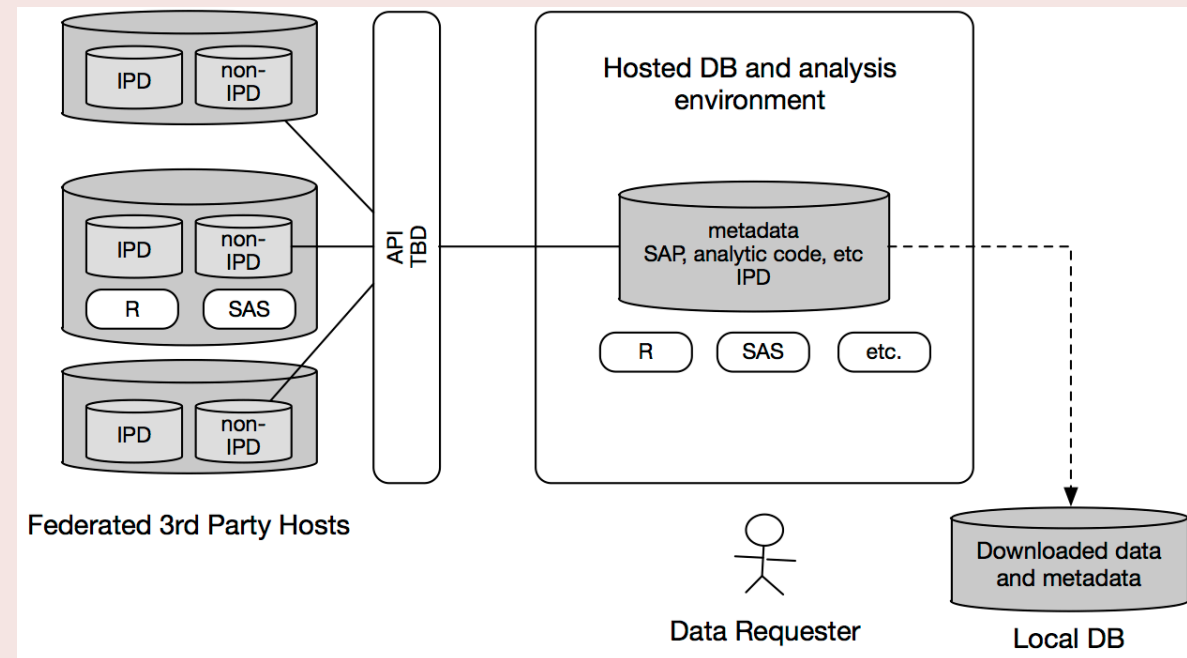 IPD
non-
IPD
IPD
non-
IPD
R
SAS
IPD
non-
IPD
Federated 3rd Party Hosts
API
TBD
Hosted DB and analysis
environment
metadata
SAP, analytic code, etc
IPD
R
SAS
etc.
Data Requester
Downloaded data
and metadata
Local DB